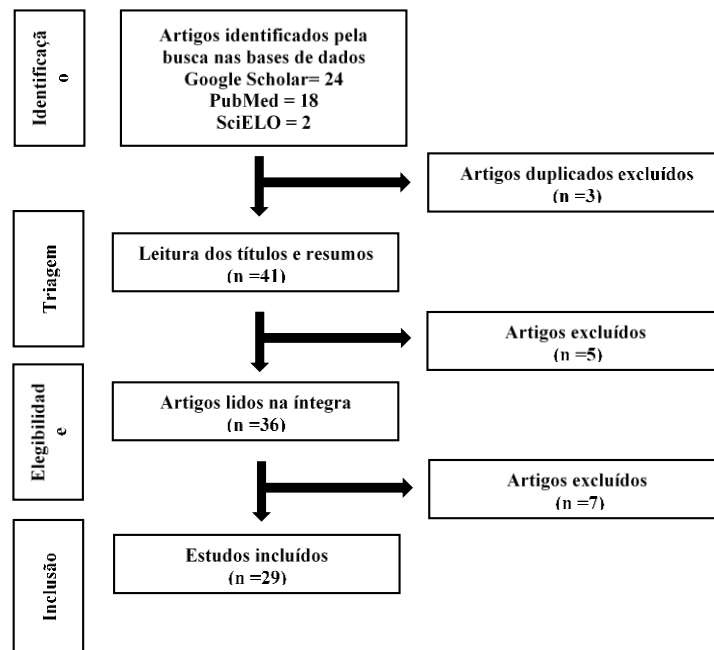 Identificaçã
o
Artigos identificados pela
busca nas bases de dados
Google Scholar= 24
PubMed = 18
SciELO = 2
Artigos duplicados excluídos
(n =3)
Triagem
Leitura dos títulos e resumos
(n =41)
Artigos excluídos
(n =5)
Elegibilidad
e
Artigos lidos na íntegra
(n =36)
Artigos excluídos
(n =7)
Inclusão
Estudos incluídos
(n =29)